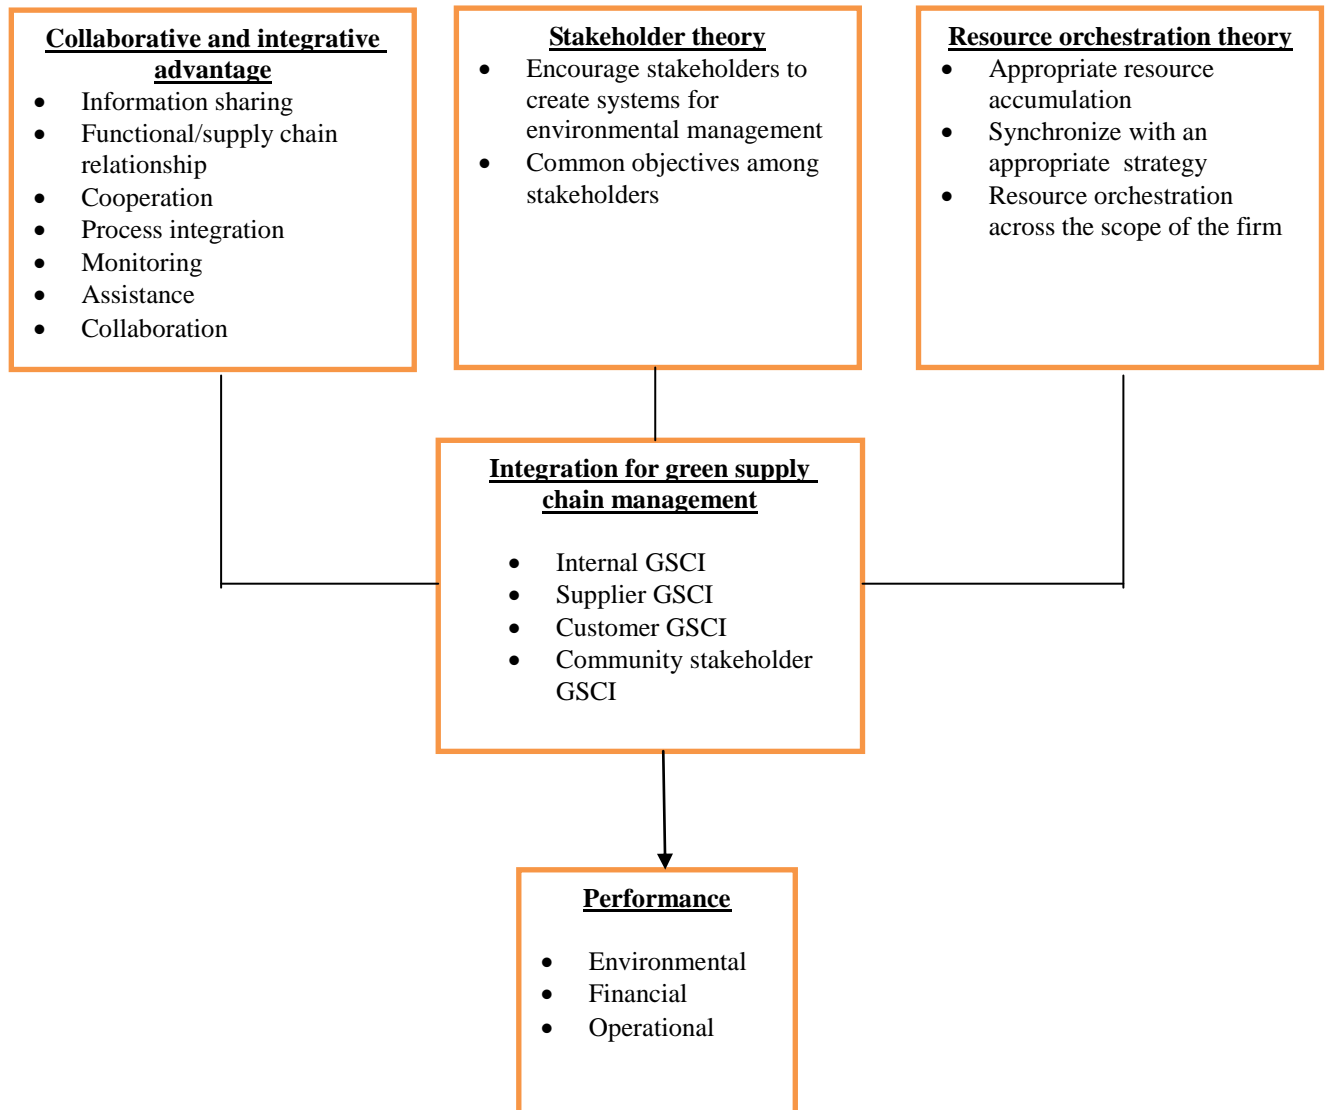 Collaborative and integrative
advantage
• Information sharing
• Functional/supply chain
relationship
• Cooperation
• Process integration
• Monitoring
• Assistance
• Collaboration
Stakeholder theory
• Encourage stakeholders to
create systems for
environmental management
• Common objectives among
stakeholders
Resource orchestration theory
• Appropriate resource
accumulation
• Synchronize with an
appropriate strategy
• Resource orchestration
across the scope of the firm
Integration for green supply
chain management
• Internal GSCI
• Supplier GSCI
• Customer GSCI
• Community stakeholder
GSCI
Performance
• Environmental
• Financial
• Operational